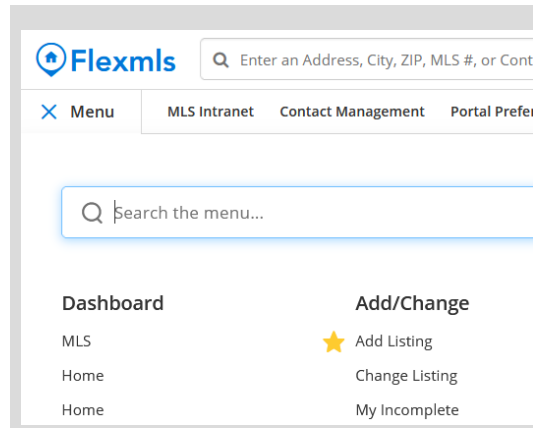 Flexmls
Enter an Address, City, ZIP, MLS #, or Cont
Menu MLS Intranet Contact Management Portal Prefer
Search the menu...
Dashboard Add/Change
MLS Add Listing
Home Change Listing
Home My Incomplete